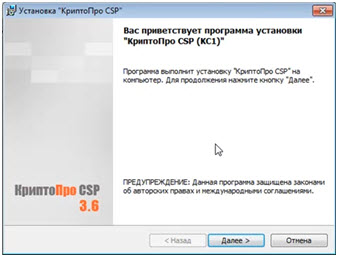 Установка "КриптоПро CSP"
Вас приветствует программа установки
"КриптоПро CSP (KC1)"
Программа выполнит установку "КриптоПро CSP" на
компьютер. Для продолжения нажмите кнопку "Далее".
КриптоПро CSP
3.6
ПРЕДУПРЕЖДЕНИЕ: Данная программа защищена законами
об авторских правах и международными соглашениями.
< Назад
Далее >
Отмена